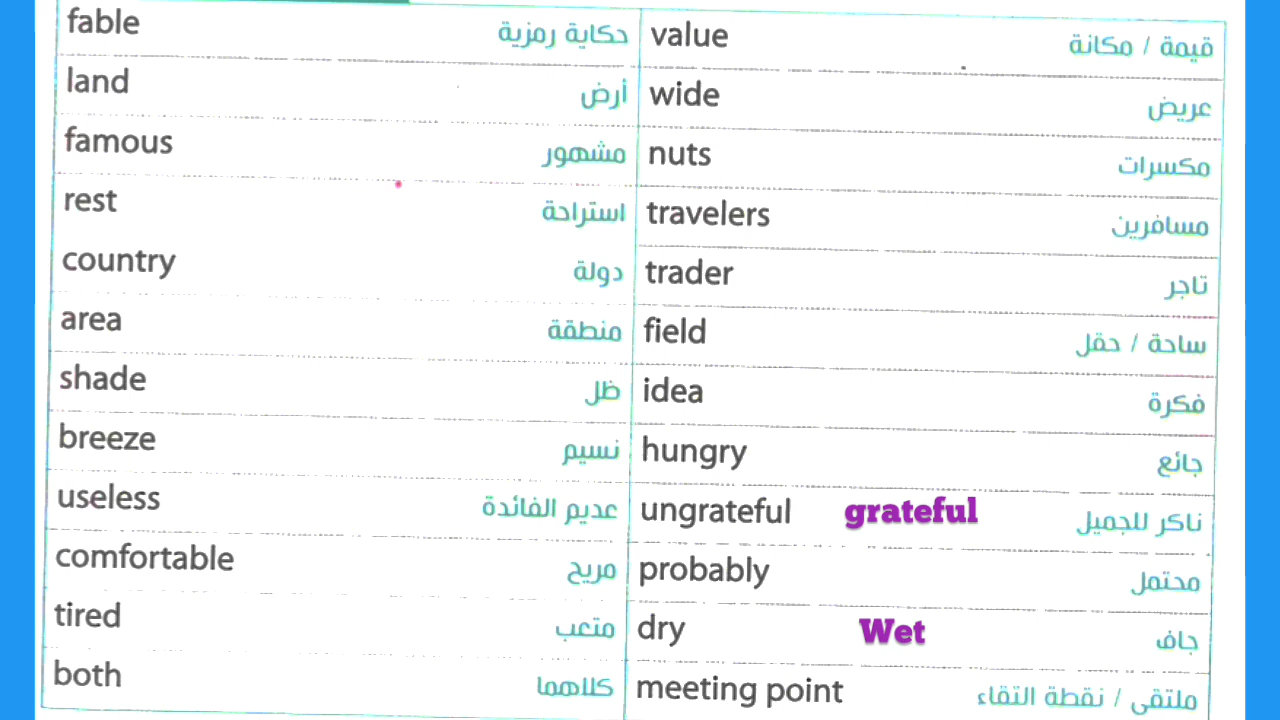 fable حكاية رمزية
land أرض
famous مشهور
rest استراحة
country دولة
area منطقة
shade ظل
breeze نسيم
useless عديم الفائدة
comfortable مريح
tired متعب
both كلاهما
value قيمة / مكانة
wide عريض
nuts مكسرات
travelers مسافرين
trader تاجر
field ساحة / حقل
idea فكرة
hungry جائع
ungrateful grateful ناكر للجميل
probably محتمل
dry Wet جاف
meeting point ملتقى / نقطة التقاء